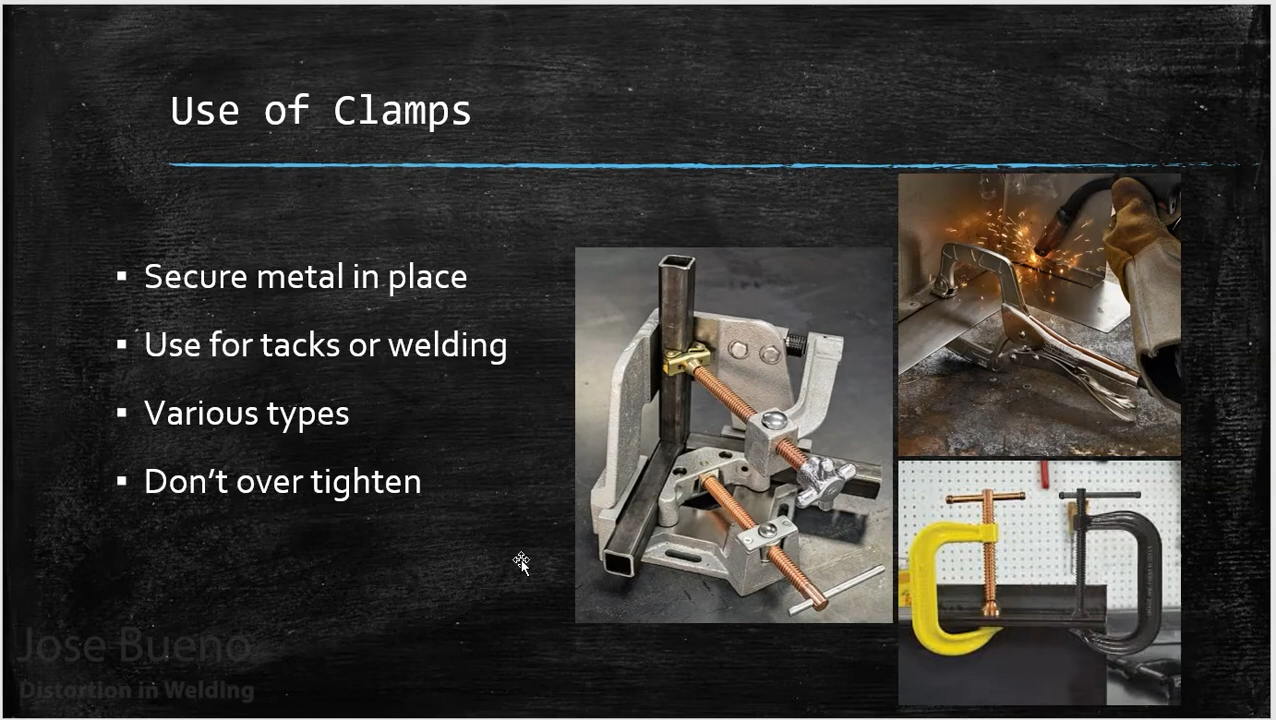 Use of Clamps
▪ Secure metal in place
▪ Use for tacks or welding
▪ Various types
▪ Don’t over tighten
Jose Bueno
Distortion in Welding